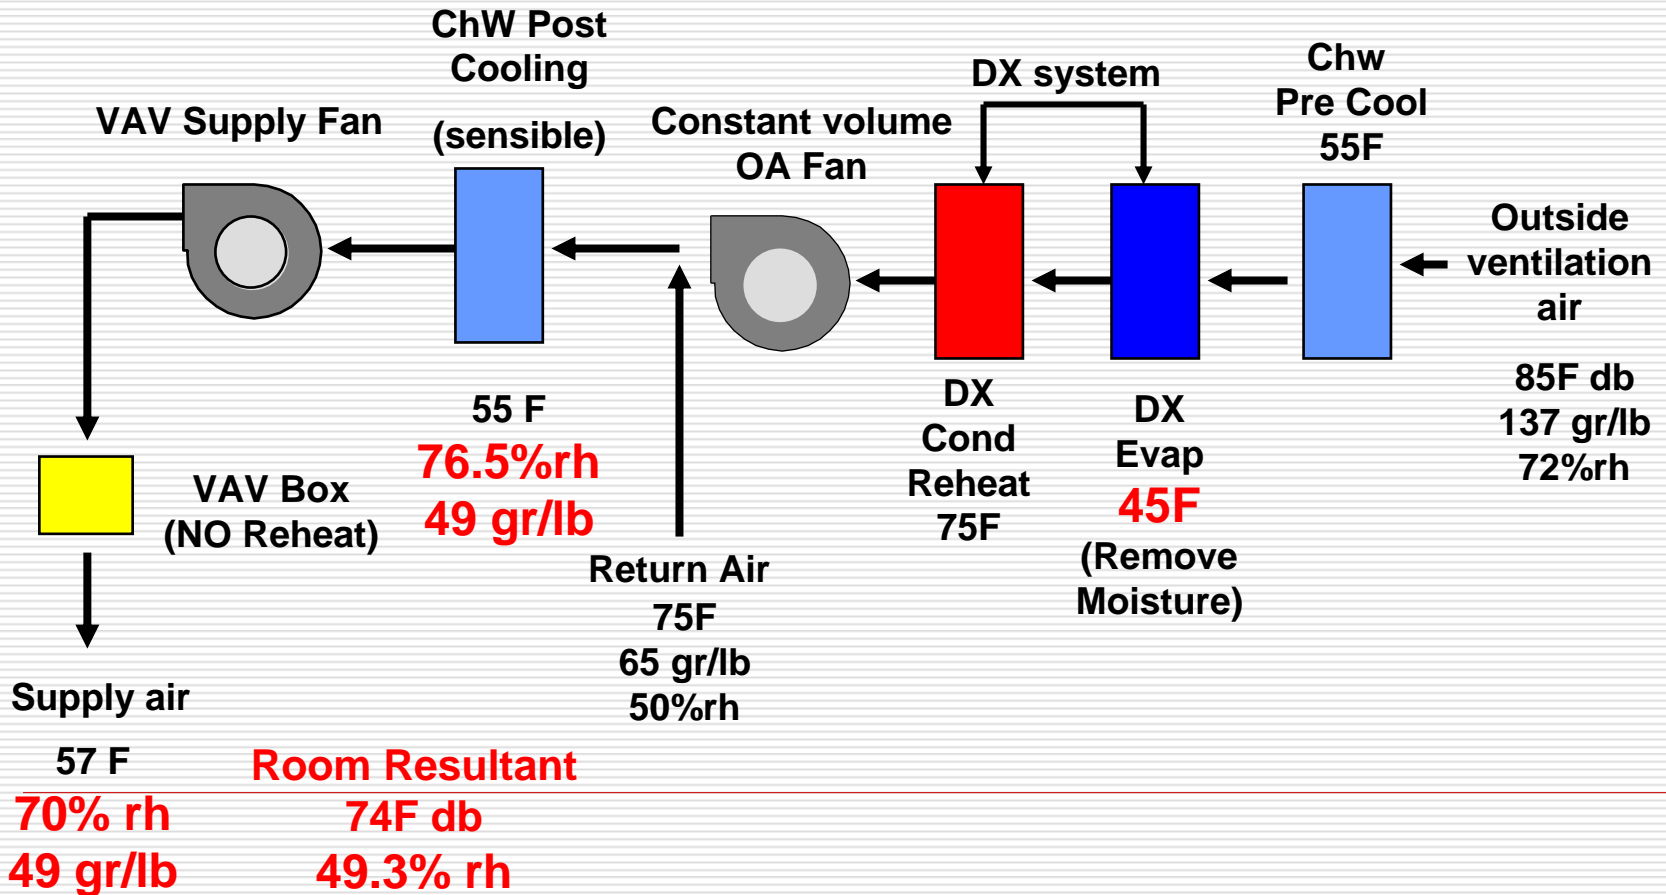 ChW Post
Cooling
(sensible)
VAV Supply Fan
Constant volume
OA Fan
DX system
Chw
Pre Cool
55F
Outside
ventilation
air
85F db
137 gr/lb
72%rh
DX
Evap
45F
(Remove
Moisture)
DX
Cond
Reheat
75F
Return Air
75F
65 gr/lb
50%rh
55 F
76.5%rh
49 gr/lb
VAV Box
(NO Reheat)
Supply air
57 F
70% rh
49 gr/lb
Room Resultant
74F db
49.3% rh